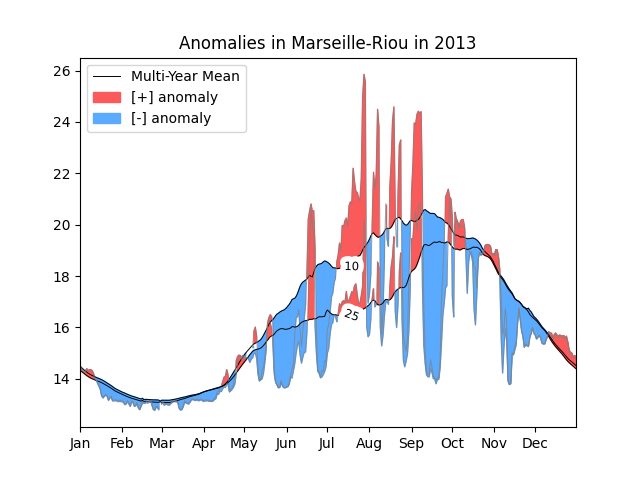 Anomalies in Marseille-Riou in 2013
Multi-Year Mean
[+] anomaly
[-] anomaly
26
24
22
20
18
16
14
10
25
Jan Feb Mar Apr May Jun Jul Aug Sep Oct Nov Dec